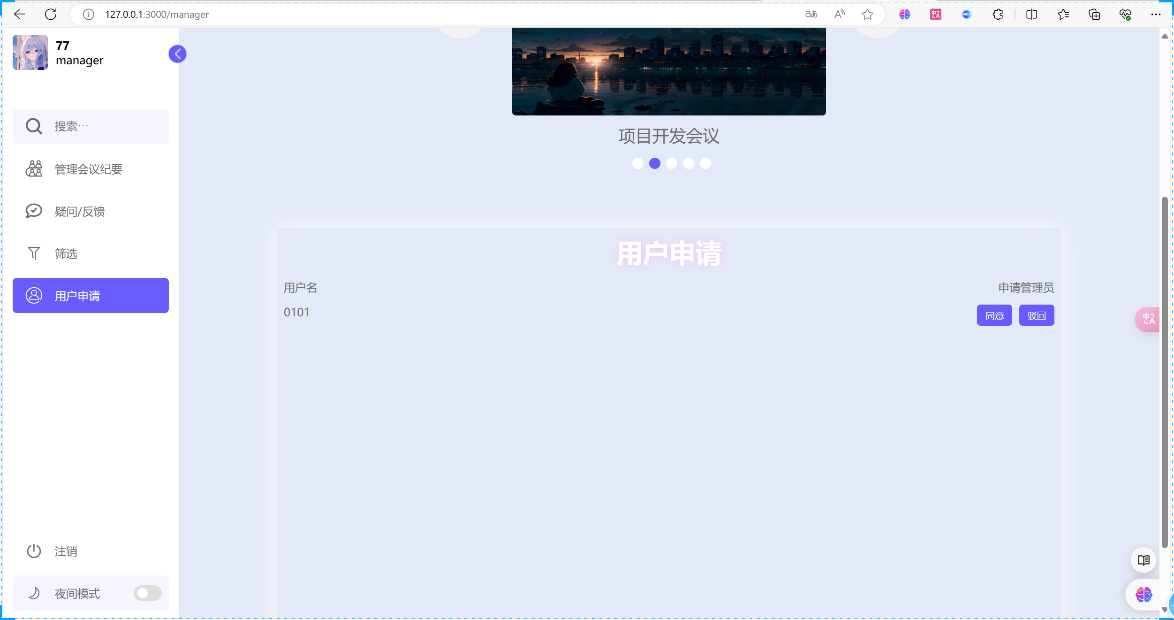 127.0.0.1:3000/manager
77
manager
搜索…
管理会议纪要
疑问/反馈
筛选
用户申请
注销
夜间模式
项目开发会议
用户申请
用户名
申请管理员
0101
同意
驳回